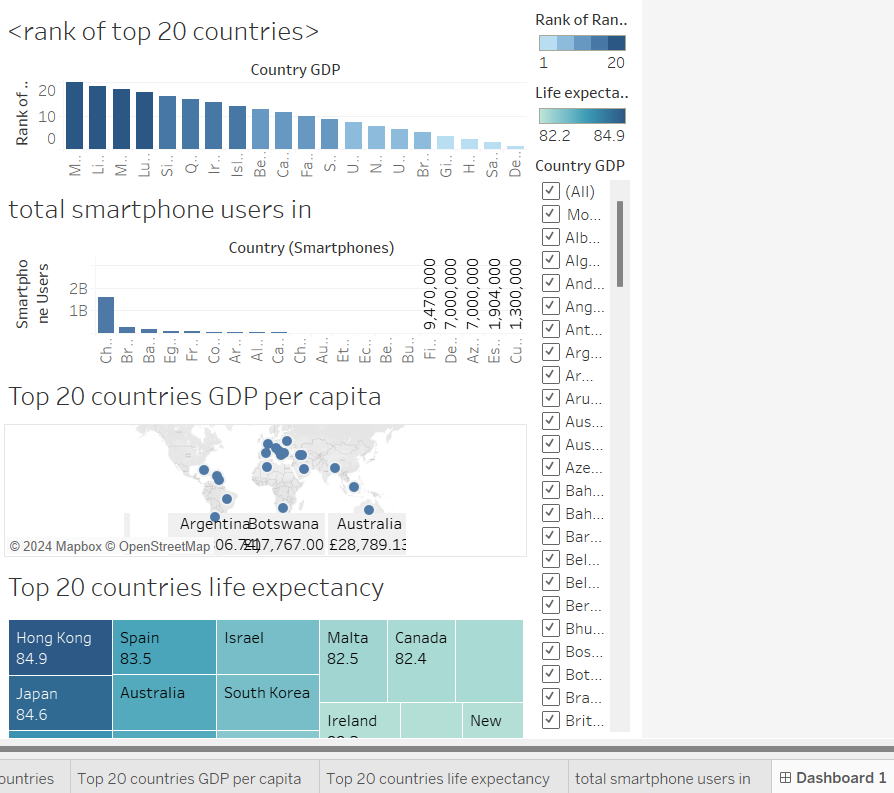 <rank of top 20 countries>
Country GDP
Rank of ..
20
10
0
M..
Li..
M..
Lu..
Si..
Q..
Ir..
Isl..
Be..
Ca..
Fa..
S..
U..
N..
U..
Br..
Gi..
H..
Sa..
De..
total smartphone users in
Country (Smartphones)
Smartpho
ne Users
2B
1B
9,470,000
7,000,000
7,000,000
1,904,000
1,300,000
Ch..
Br..
Ba..
Eg..
Fr..
Co..
Ar..
Al..
Ca..
Ch..
Au..
Et..
Ec..
Be..
Bu..
Fi..
De..
Az..
Es..
Cu..
Top 20 countries GDP per capita
Argentina
Botswana
Australia
06.74
17,767.00
£28,789.13
© 2024 Mapbox © OpenStreetMap
Top 20 countries life expectancy
Hong Kong
84.9
Spain
83.5
Israel
Malta
82.5
Canada
82.4
Japan
84.6
Australia
South Korea
Ireland
New
Rank of Ran..
1 20
Life expecta..
82.2 84.9
Country GDP
(All)
Mo...
Alb...
Alg...
And...
Ang...
Ant...
Arg...
Ar...
Aru...
Aus...
Aus...
Aze...
Bah...
Bah...
Bar...
Bel...
Bel...
Ber...
Bhu...
Bos...
Bot...
Bra...
Brit...
ountries
Top 20 countries GDP per capita
Top 20 countries life expectancy
total smartphone users in
Dashboard 1